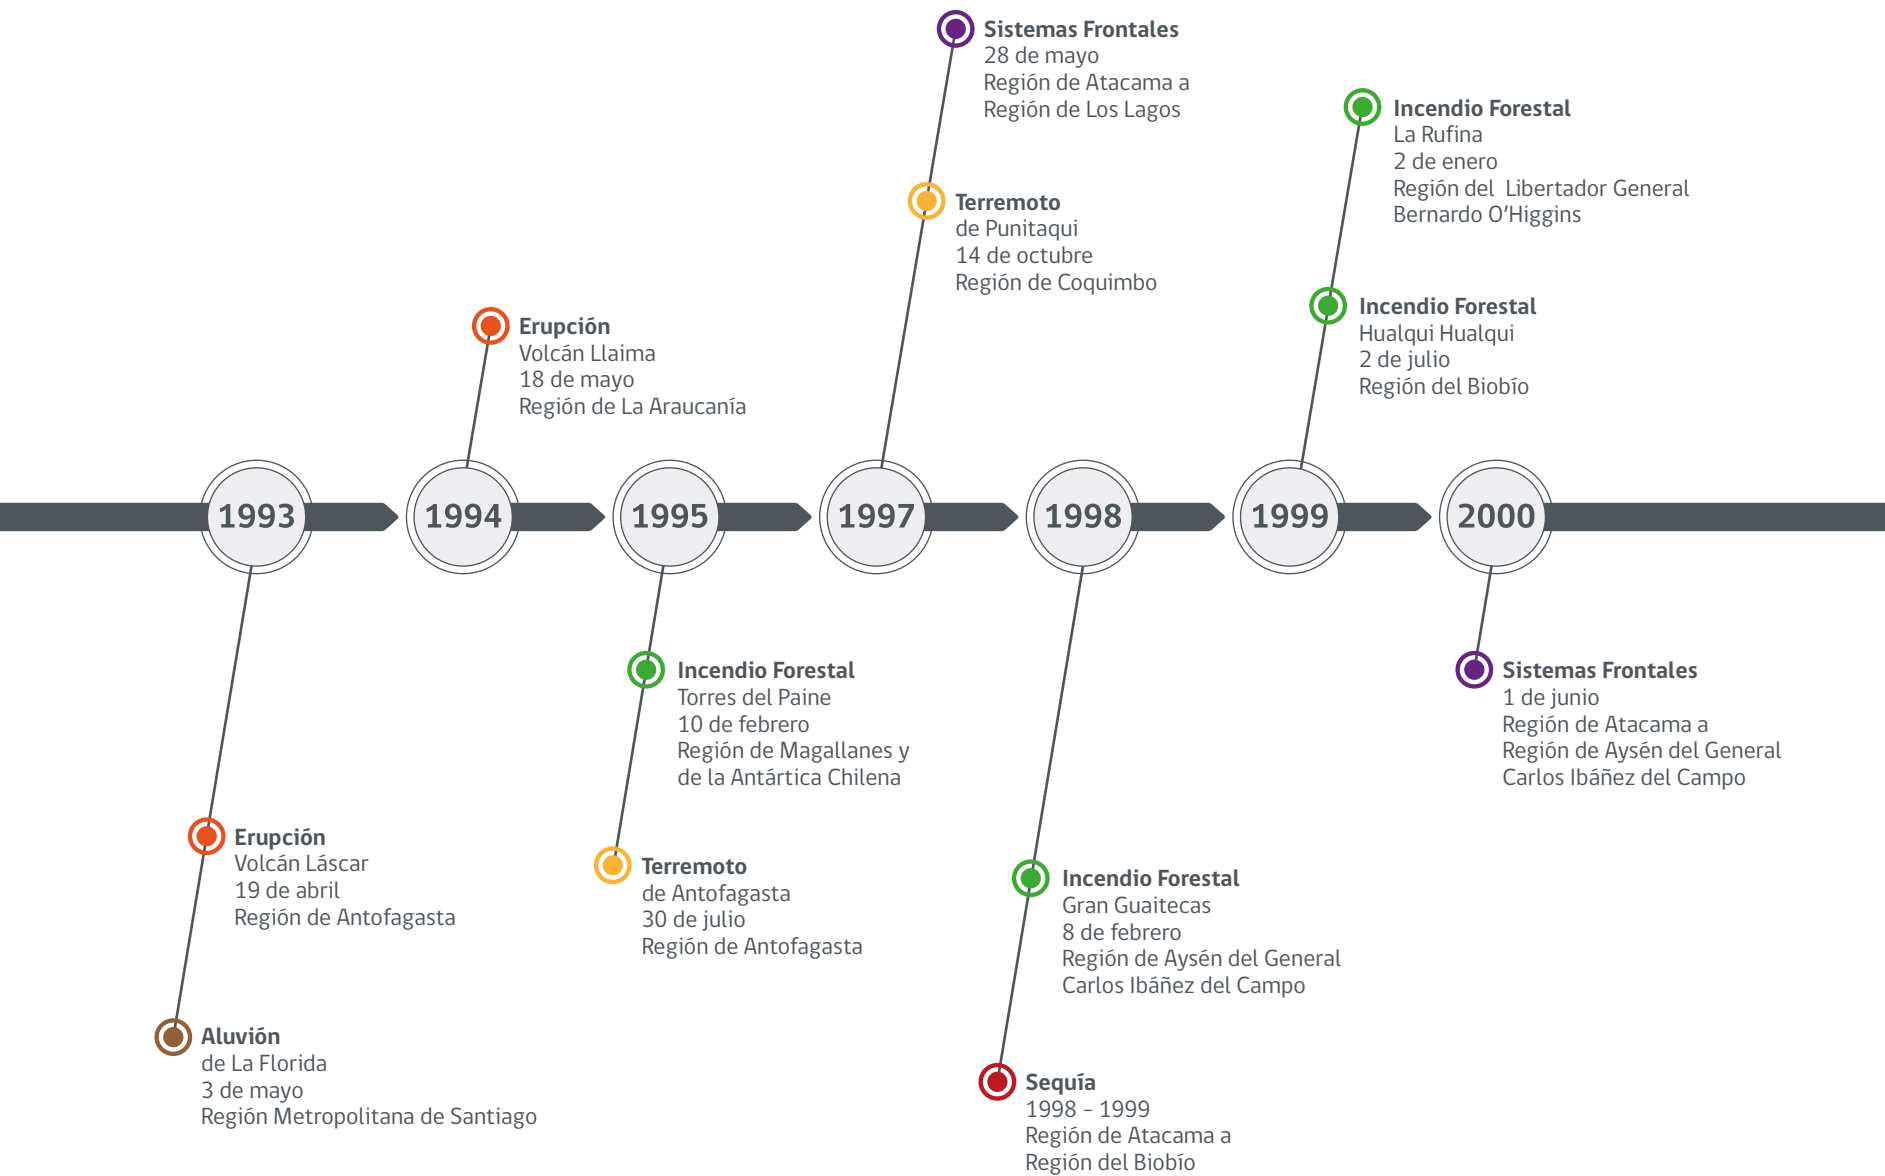 Sistemas Frontales
28 de mayo
Región de Atacama a
Región de Los Lagos
Incendio Forestal
La Rufina
2 de enero
Región del Libertador General
Bernardo O'Higgins
Terremoto
de Punitaqui
14 de octubre
Región de Coquimbo
Incendio Forestal
Hualqui Hualqui
2 de julio
Región del Biobío
Erupción
Volcán Llaima
18 de mayo
Región de La Araucanía
1993
1994
1995
1997
1998
1999
2000
Incendio Forestal
Torres del Paine
10 de febrero
Región de Magallanes y
de la Antártica Chilena
Sistemas Frontales
1 de junio
Región de Atacama a
Región de Aysén del General
Carlos Ibáñez del Campo
Erupción
Volcán Láscar
19 de abril
Región de Antofagasta
Terremoto
de Antofagasta
30 de julio
Región de Antofagasta
Incendio Forestal
Gran Guaitecas
8 de febrero
Región de Aysén del General
Carlos Ibáñez del Campo
Aluvión
de La Florida
3 de mayo
Región Metropolitana de Santiago
Sequía
1998 – 1999
Región de Atacama a
Región del Biobío